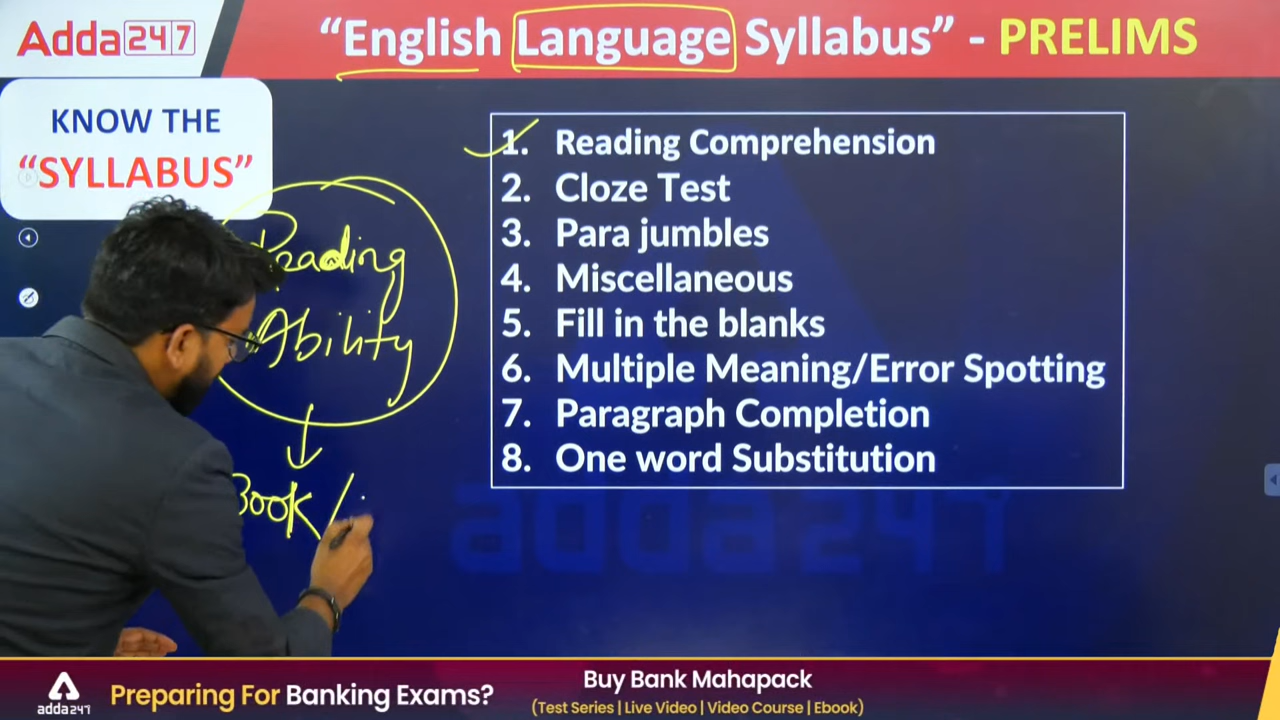 Adda247
"English Language Syllabus" - PRELIMS
KNOW THE
"SYLLABUS"
1. Reading Comprehension
2. Cloze Test
3. Para jumbles
4. Miscellaneous
5. Fill in the blanks
6. Multiple Meaning/Error Spotting
7. Paragraph Completion
8. One word Substitution
Reading
Ability
Book/
adda247
adda247
Preparing For Banking Exams?
Buy Bank Mahapack
(Test Series | Live Video | Video Course | Ebook)